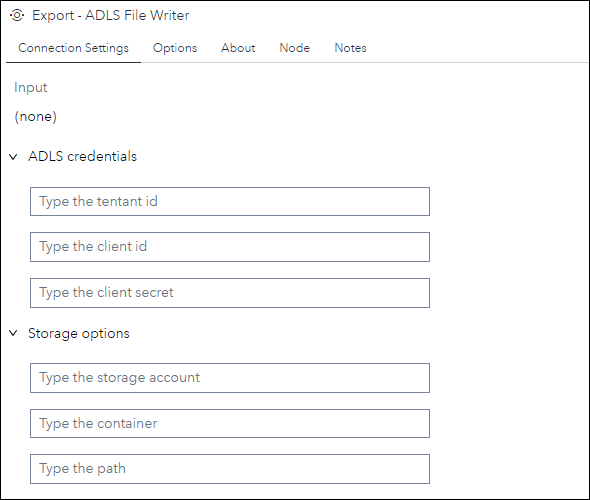 Export - ADLS File Writer
Connection Settings Options About Node Notes
Input
(none)
ADLS credentials
Type the tentant id
Type the client id
Type the client secret
Storage options
Type the storage account
Type the container
Type the path